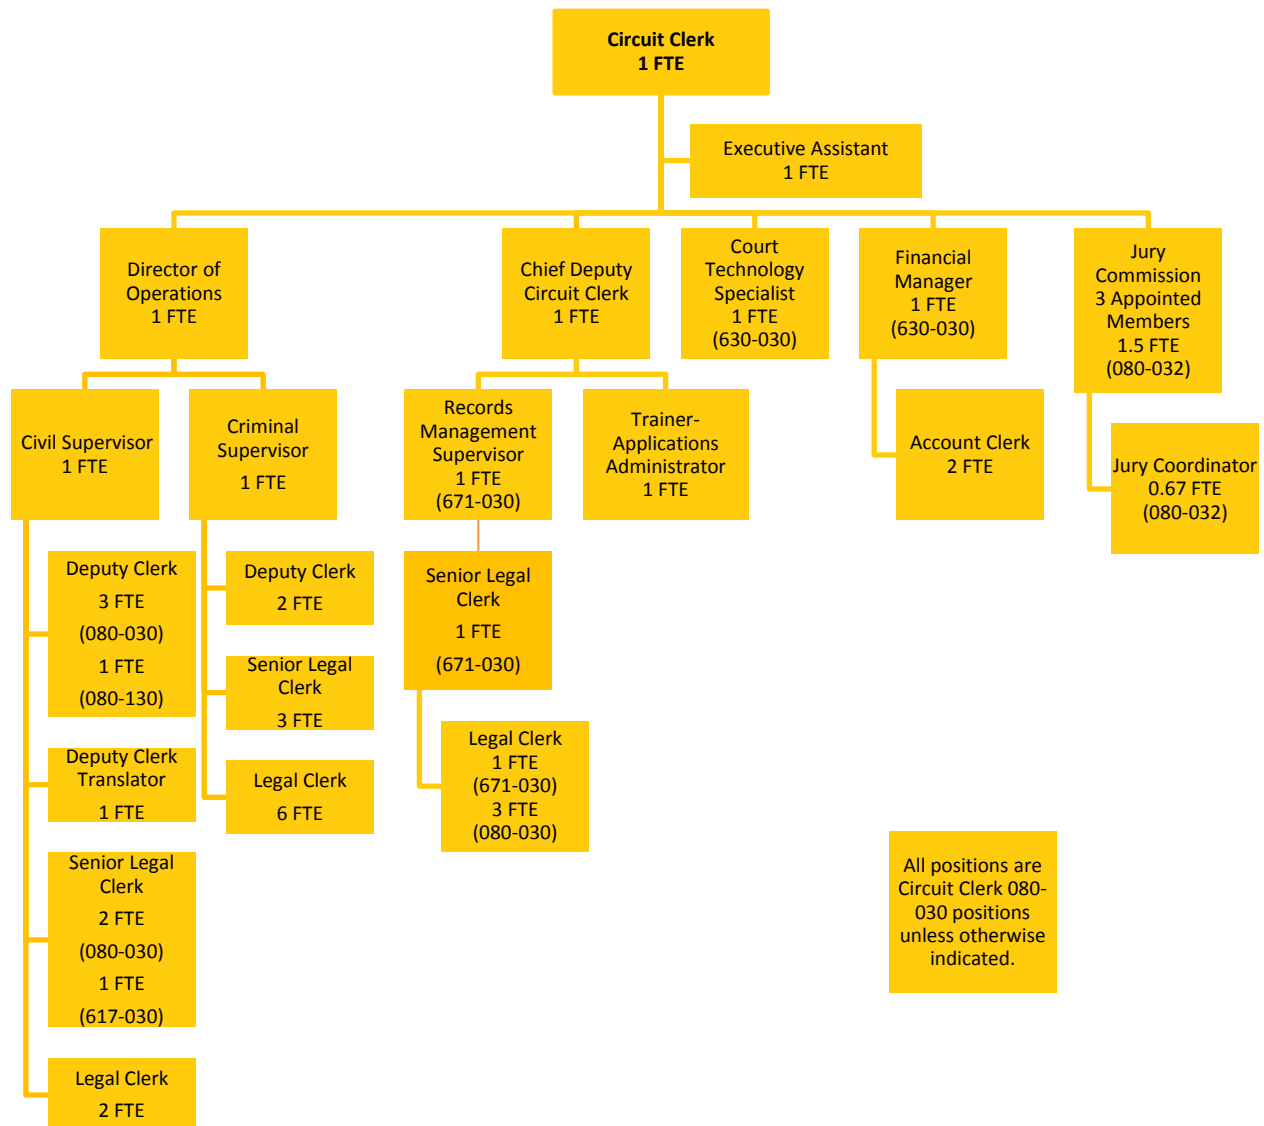 Circuit Clerk
1 FTE
Executive Assistant
1 FTE
Director of
Operations
1 FTE
Chief Deputy
Circuit Clerk
1 FTE
Court
Technology
Specialist
1 FTE
(630-030)
Financial
Manager
1 FTE
(630-030)
Jury
Commission
3 Appointed
Members
1.5 FTE
(080-032)
Civil Supervisor
1 FTE
Criminal
Supervisor
1 FTE
Records
Management
Supervisor
1 FTE
(671-030)
Trainer-
Applications
Administrator
1 FTE
Account Clerk
2 FTE
Jury Coordinator
0.67 FTE
(080-032)
Deputy Clerk
3 FTE
(080-030)
1 FTE
(080-130)
Deputy Clerk
Translator
1 FTE
Senior Legal
Clerk
2 FTE
(080-030)
1 FTE
(617-030)
Legal Clerk
2 FTE
Deputy Clerk
2 FTE
Senior Legal
Clerk
3 FTE
Legal Clerk
6 FTE
Senior Legal
Clerk
1 FTE
(671-030)
Legal Clerk
1 FTE
(671-030)
3 FTE
(080-030)
All positions are
Circuit Clerk 080-
030 positions
unless otherwise
indicated.